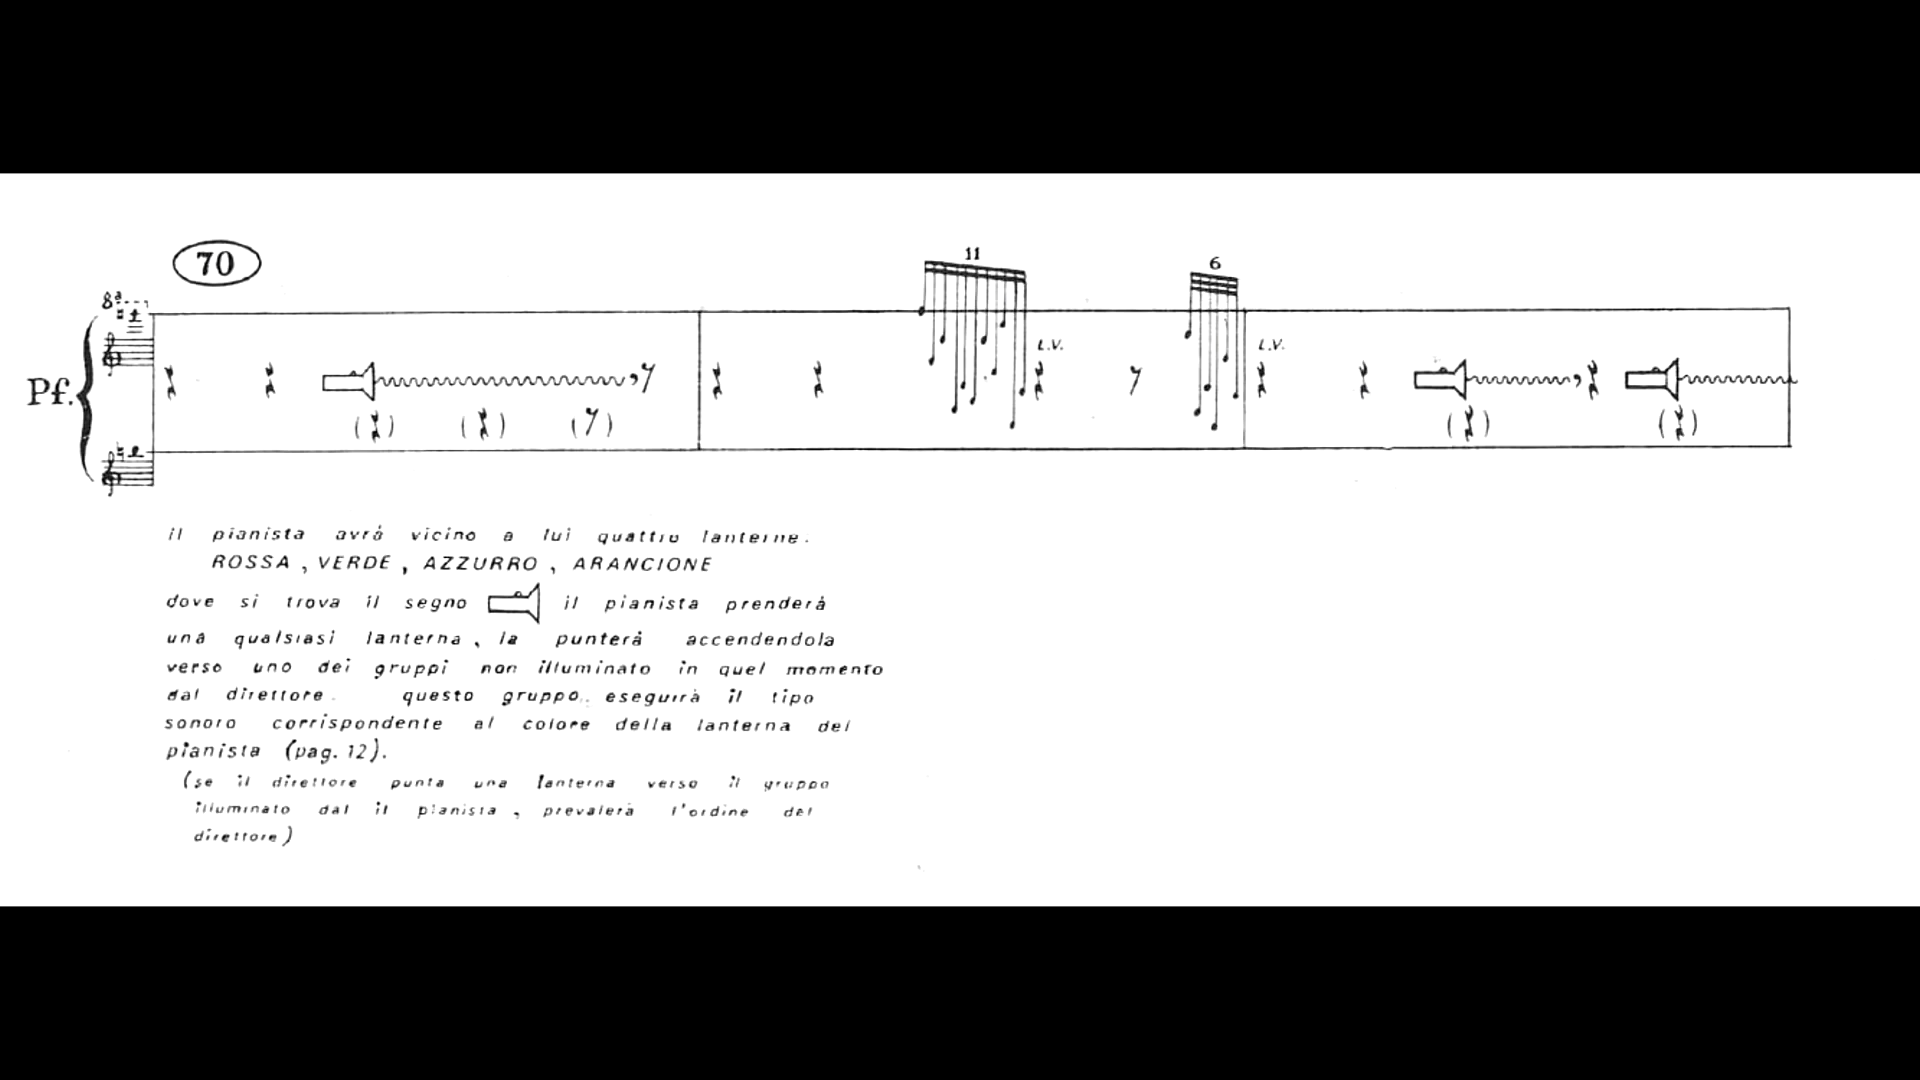 70
11
6
8ª
L.V.
L.V.
Pf.
il pianista avrà vicino a lui quattro lanterne.
ROSSA , VERDE , AZZURRO , ARANCIONE
dove si trova il segno il pianista prenderà
una qualsiasi lanterna , la punterà accendendola
verso uno dei gruppi non illuminato in quel momento
dal direttore. questo gruppo eseguirà il tipo
sonoro corrispondente al colore della lanterna del
pianista (pag. 12).
(se il direttore punta una lanterna verso il gruppo
illuminato dal il pianista , prevalerà l'ordine del
direttore)